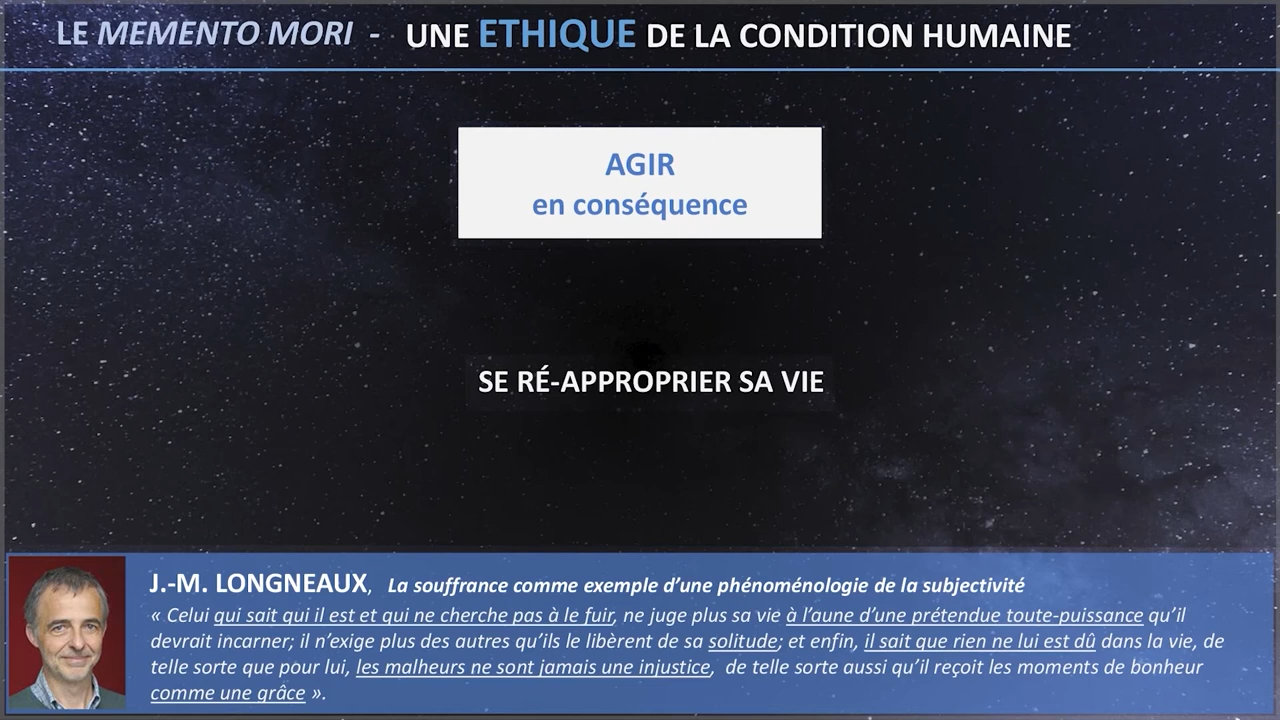 LE MEMENTO MORI - UNE ETHIQUE DE LA CONDITION HUMAINE
AGIR
en conséquence
SE RÉ-APPROPRIER SA VIE
J.-M. LONGNEAUX, La souffrance comme exemple d’une phénoménologie de la subjectivité
« Celui qui sait qui il est et qui ne cherche pas à le fuir, ne juge plus sa vie à l’aune d’une prétendue toute-puissance qu’il
devrait incarner; il n’exige plus des autres qu’ils le libèrent de sa solitude; et enfin, il sait que rien ne lui est dû dans la vie, de
telle sorte que pour lui, les malheurs ne sont jamais une injustice, de telle sorte aussi qu’il reçoit les moments de bonheur
comme une grâce ».